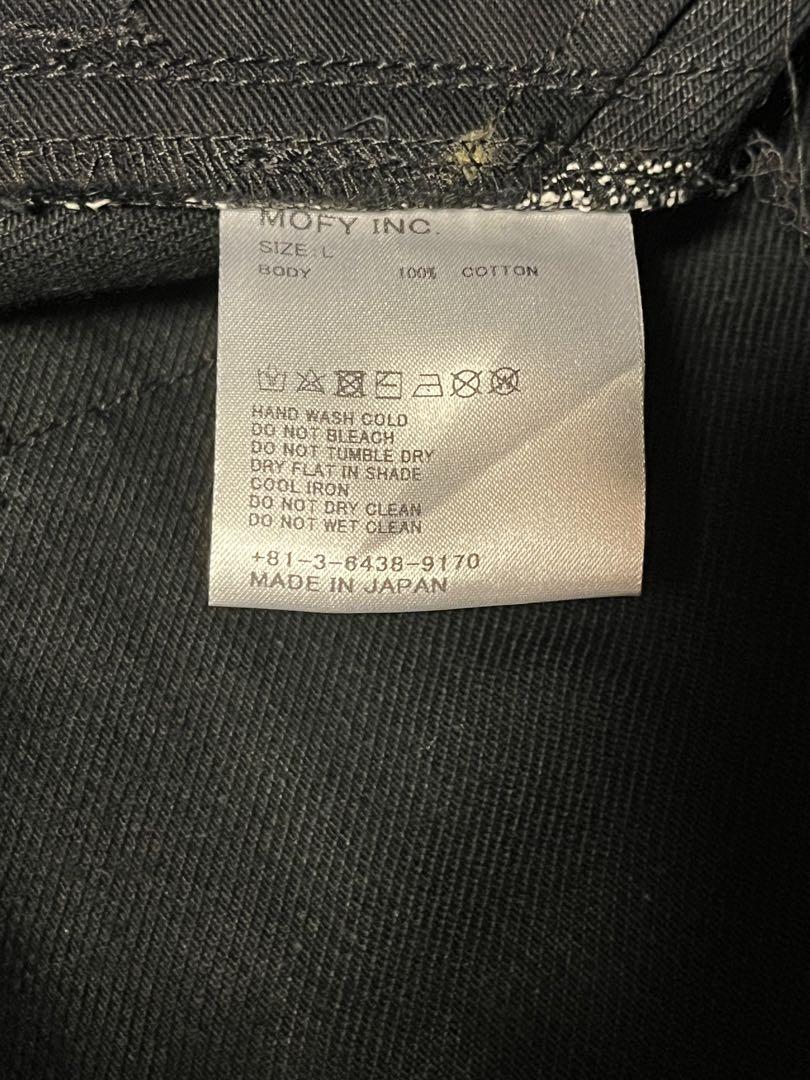 MOFY INC.
SIZE: L
BODY 100% COTTON
HAND WASH COLD
DO NOT BLEACH
DO NOT TUMBLE DRY
DRY FLAT IN SHADE
COOL IRON
DO NOT DRY CLEAN
DO NOT WET CLEAN
+81-3-6438-9170
MADE IN JAPAN